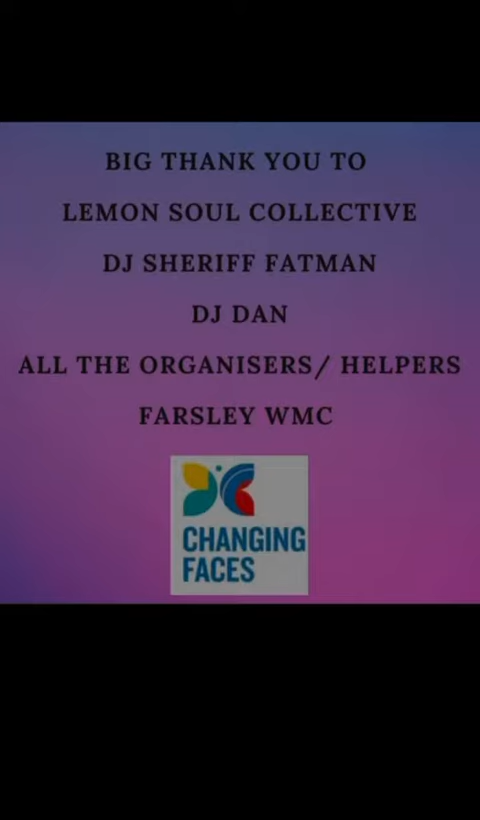 BIG THANK YOU TO
LEMON SOUL COLLECTIVE
DJ SHERIFF FATMAN
DJ DAN
ALL THE ORGANISERS/ HELPERS
FARSLEY WMC
CHANGING
FACES